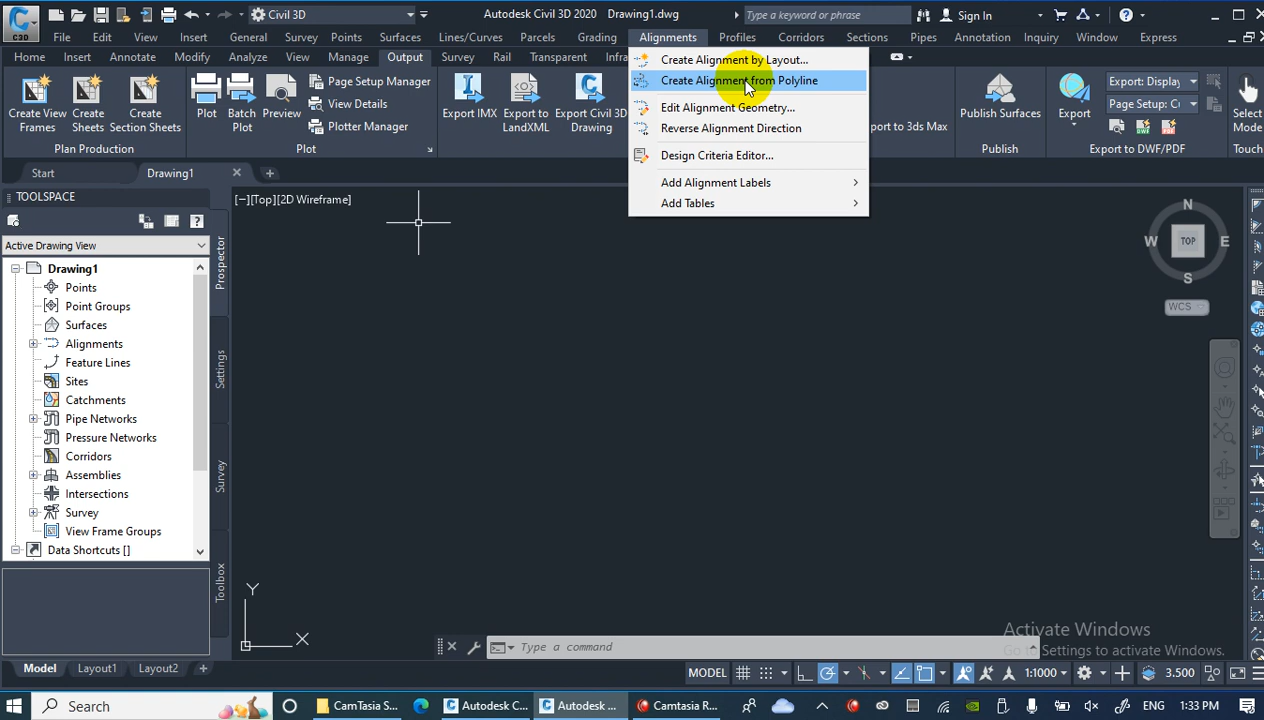 C3D
Civil 3D
Autodesk Civil 3D 2020 Drawing1.dwg
Type a keyword or phrase
Sign In
File Edit View Insert General Survey Points Surfaces Lines/Curves Parcels Grading Alignments Profiles Corridors Sections Pipes Annotation Inquiry Window Express
Home Insert Annotate Modify Analyze View Manage Output Survey Rail Transparent Infra
Create View Frames
Create Sheets
Create Section Sheets
Plan Production
Plot
Batch Plot
Preview
Page Setup Manager
View Details
Plotter Manager
Plot
Export IMX
Export to LandXML
Export Civil 3D Drawing
port to 3ds Max
Publish Surfaces
Publish
Export
Export: Display
Page Setup: C
Export to DWF/PDF
Select Mode
Touch
Create Alignment by Layout...
Create Alignment from Polyline
Edit Alignment Geometry...
Reverse Alignment Direction
Design Criteria Editor...
Add Alignment Labels
Add Tables
Start
Drawing1
TOOLSPACE
Active Drawing View
Drawing1
Points
Point Groups
Surfaces
Alignments
Feature Lines
Sites
Catchments
Pipe Networks
Pressure Networks
Corridors
Assemblies
Intersections
Survey
View Frame Groups
Data Shortcuts []
Prospector
Settings
Survey
Toolbox
[−][Top][2D Wireframe]
N
W TOP E
S
WCS
Y
X
Type a command
Activate Windows
Go to Settings to activate Windows.
Model Layout1 Layout2
MODEL
1:1000
3.500
Search
CamTasia S...
Autodesk C...
Autodesk ...
Camtasia R...
ENG
1:33 PM